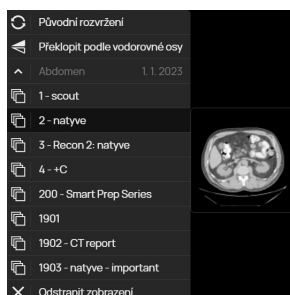 Původní rozvržení
Překlopit podle vodorovné osy
Abdomen 1. 1. 2023
1 - scout
2 - natyve
3 - Recon 2: natyve
4 - +C
200 - Smart Prep Series
1901
1902 - CT report
1903 - natyve - important
Odstranit zobrazení